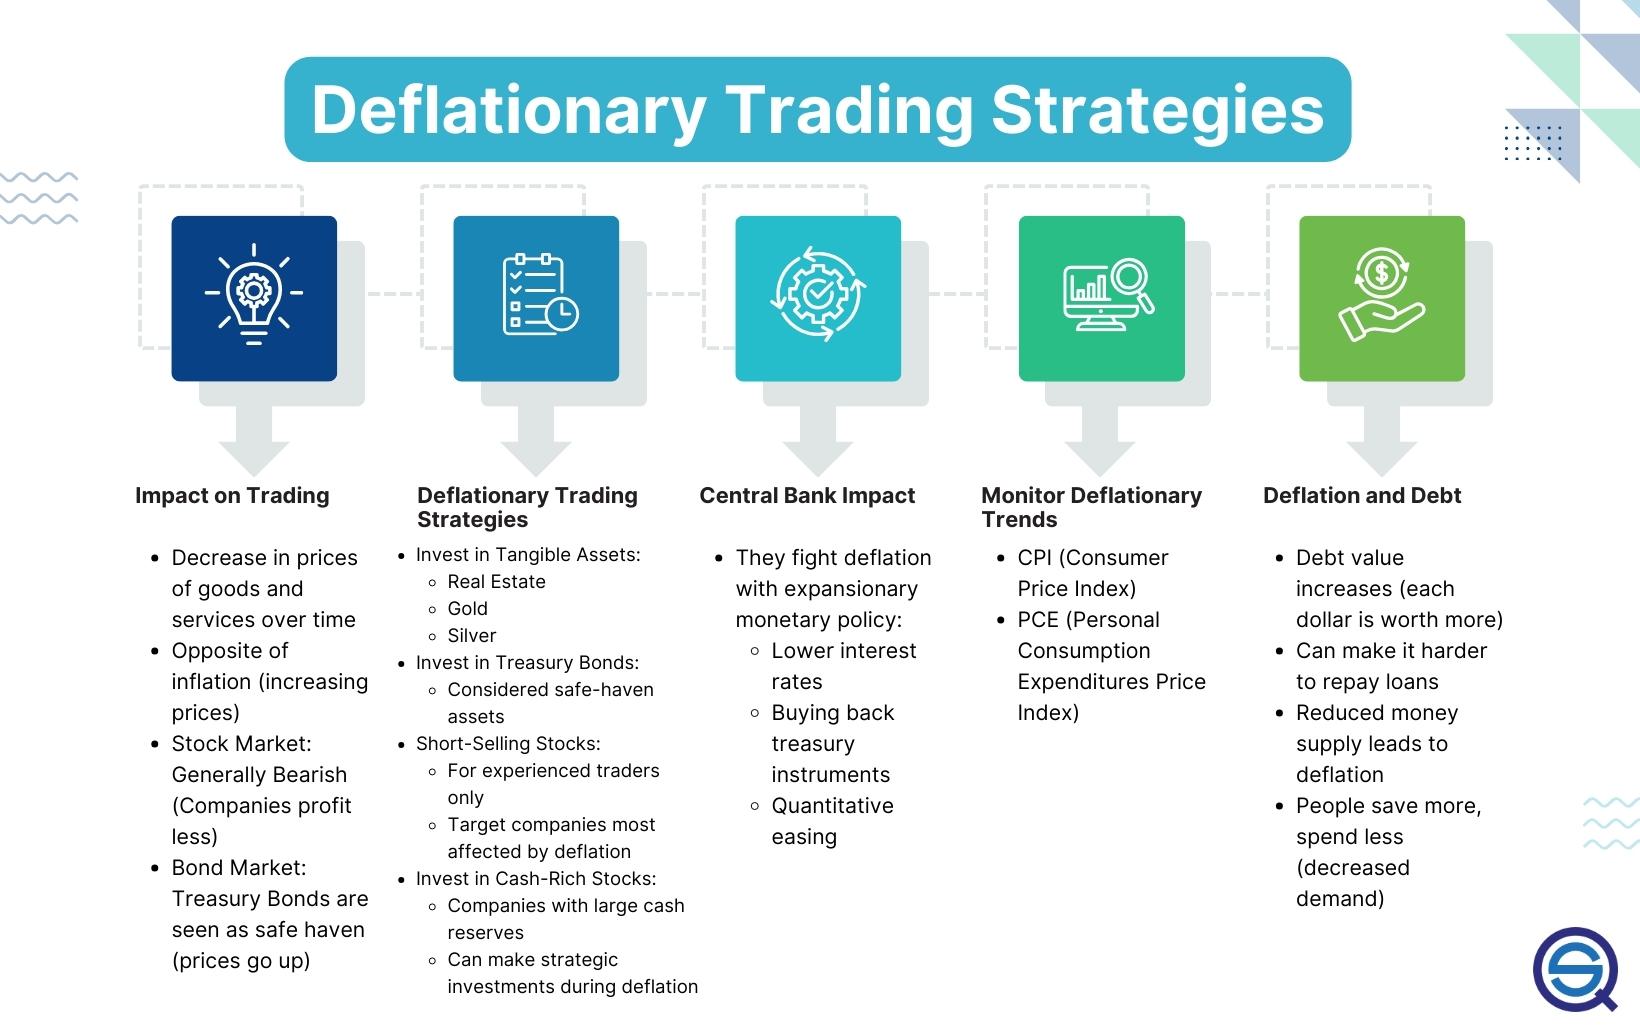 Deflationary Trading Strategies
Impact on Trading
• Decrease in prices
of goods and
services over time
• Opposite of
inflation (increasing
prices)
• Stock Market:
Generally Bearish
(Companies profit
less)
• Bond Market:
Treasury Bonds are
seen as safe haven
(prices go up)
Deflationary Trading
Strategies
• Invest in Tangible Assets:
◦ Real Estate
◦ Gold
◦ Silver
• Invest in Treasury Bonds:
◦ Considered safe-haven
assets
• Short-Selling Stocks:
◦ For experienced traders
only
◦ Target companies most
affected by deflation
• Invest in Cash-Rich Stocks:
◦ Companies with large cash
reserves
◦ Can make strategic
investments during deflation
Central Bank Impact
• They fight deflation
with expansionary
monetary policy:
◦ Lower interest
rates
◦ Buying back
treasury
instruments
◦ Quantitative
easing
Monitor Deflationary
Trends
• CPI (Consumer
Price Index)
• PCE (Personal
Consumption
Expenditures Price
Index)
Deflation and Debt
• Debt value
increases (each
dollar is worth more)
• Can make it harder
to repay loans
• Reduced money
supply leads to
deflation
• People save more,
spend less
(decreased
demand)